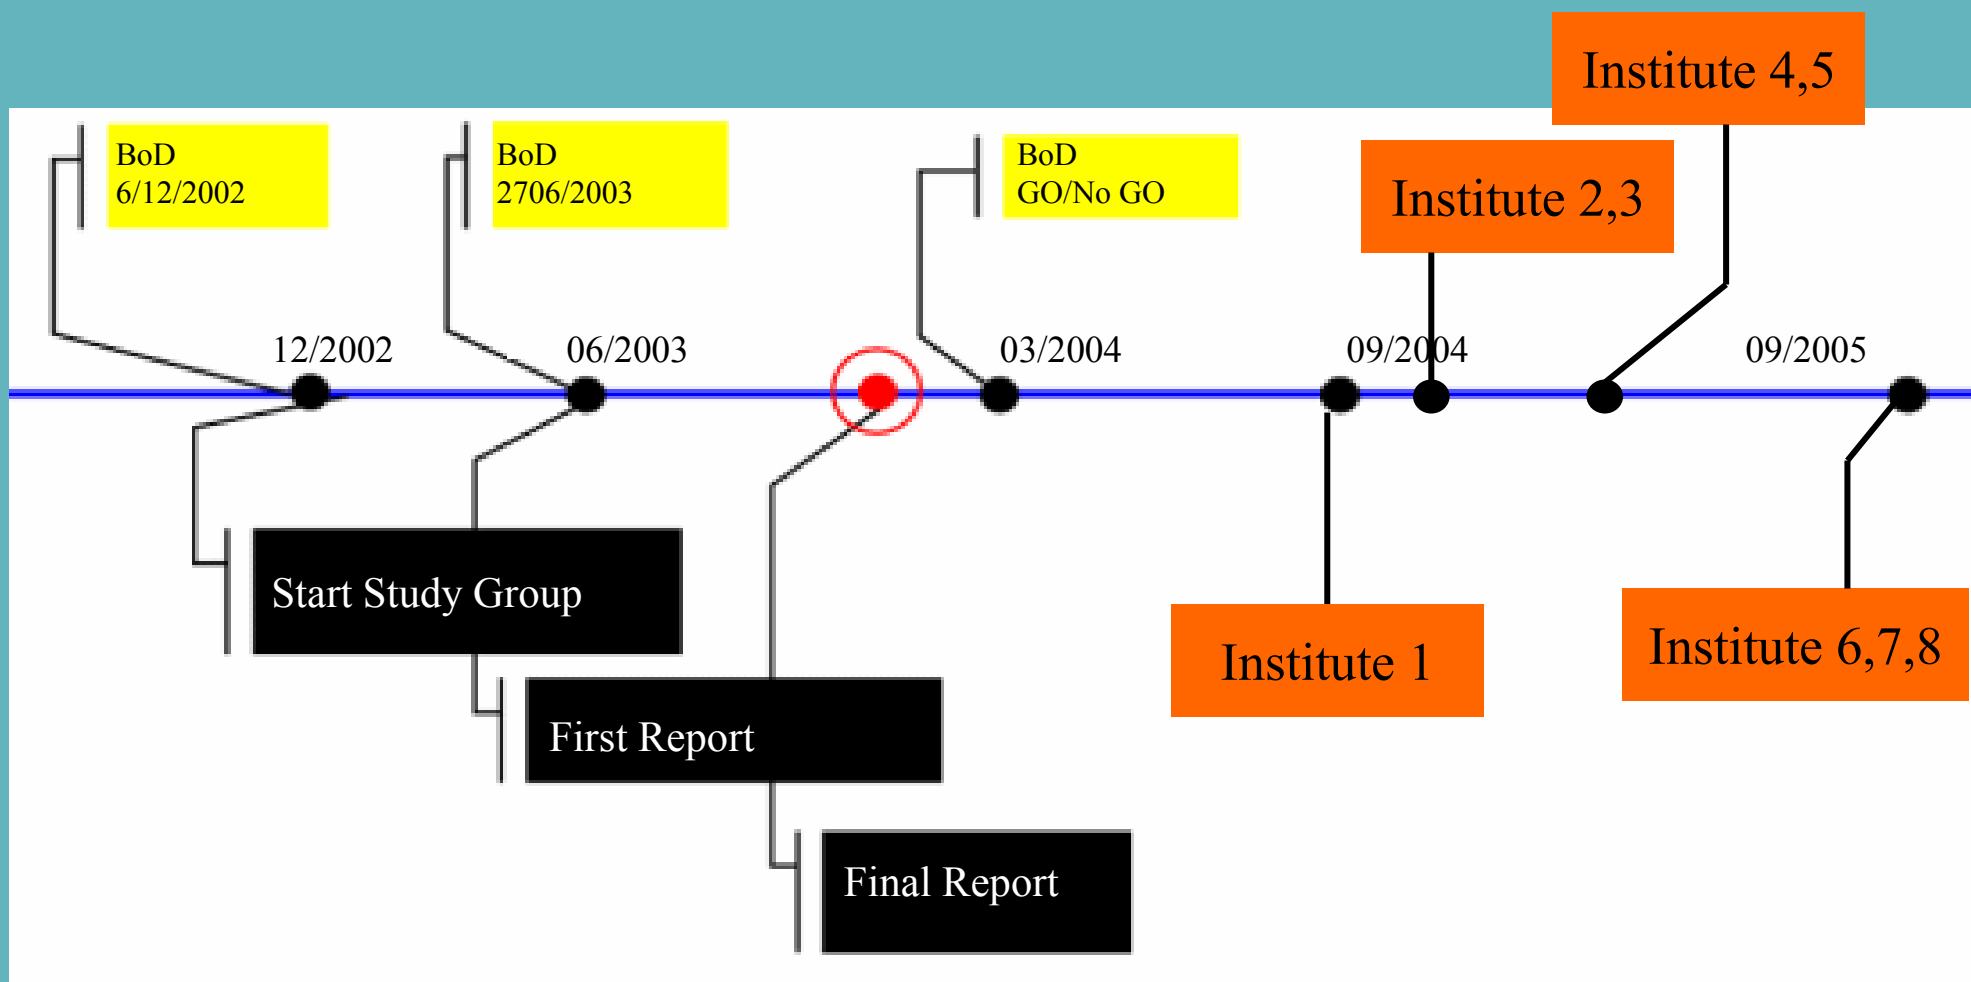 Institute 4,5
BoD
6/12/2002
BoD
2706/2003
BoD
GO/No GO
Institute 2,3
12/2002
06/2003
03/2004
09/2004
09/2005
Start Study Group
Institute 1
Institute 6,7,8
First Report
Final Report